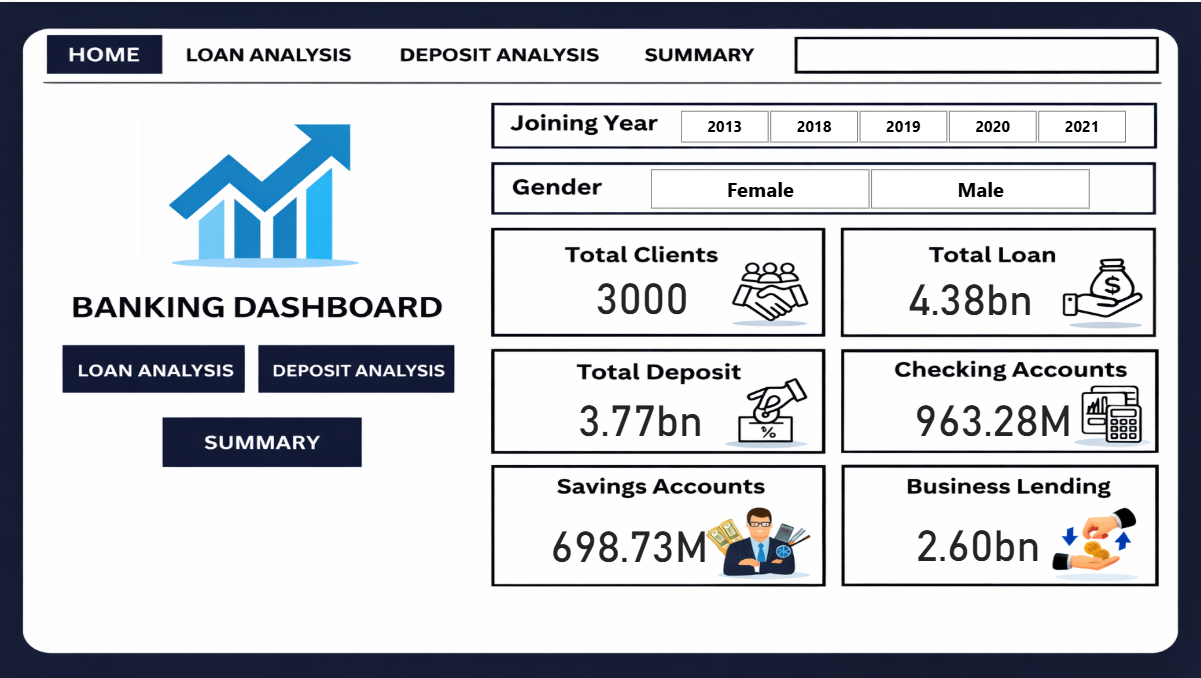 HOME
LOAN ANALYSIS
DEPOSIT ANALYSIS
SUMMARY
Joining Year
2013
2018
2019
2020
2021
Gender
Female
Male
BANKING DASHBOARD
LOAN ANALYSIS
DEPOSIT ANALYSIS
SUMMARY
Total Clients
3000
Total Loan
4.38bn
$
Total Deposit
3.77bn
%
Checking Accounts
963.28M
Savings Accounts
698.73M
Business Lending
2.60bn